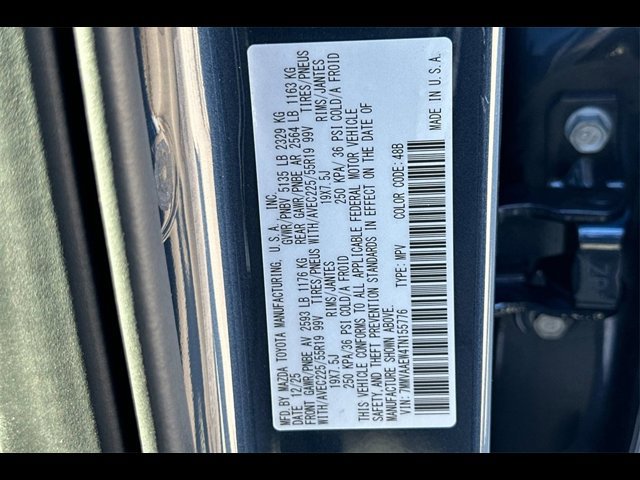 MFD.BY MAZDA TOYOTA MANUFACTURING, U.S.A., INC.
DATE 12/25 GVWR/PNBV 5135 LB 2329 KG
FRONT GAWR/PNBE AV 2593 LB 1176 KG REAR GAWR/PNBE AR 2564 LB 1163 KG
WITH/AVEC225/55R19 99V TIRES/PNEUS WITH/AVEC225/55R19 99V TIRES/PNEUS
19X7.5J RIMS/JANTES 19X7.5J RIMS/JANTES
250 KPA/36 PSI COLD/A FROID 250 KPA/ 36 PSI COLD/A FROID
THIS VEHICLE CONFORMS TO ALL APPLICABLE FEDERAL MOTOR VEHICLE
SAFETY AND THEFT PREVENTION STANDARDS IN EFFECT ON THE DATE OF
MANUFACTURE SHOWN ABOVE.
VIN: 7MMVAAEW4TN155776 TYPE: MPV COLOR CODE: 48B MADE IN U.S.A.